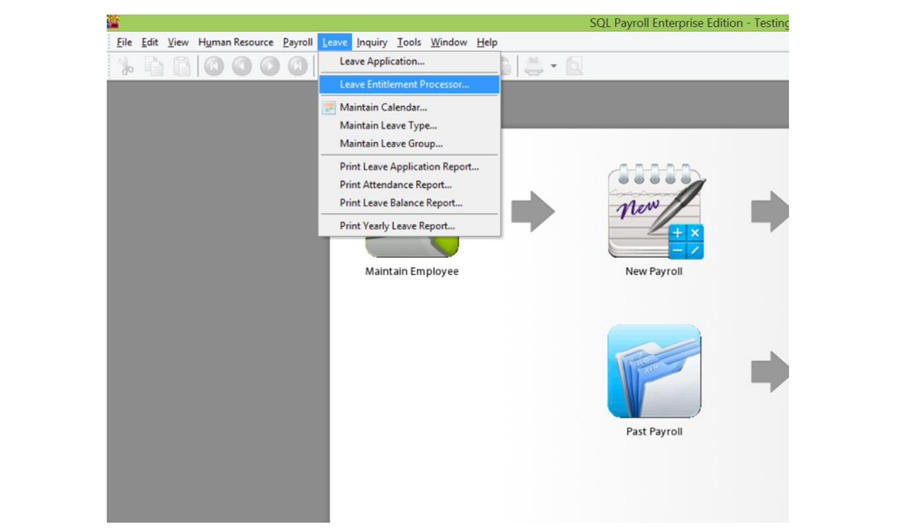 SQL Payroll Enterprise Edition - Testing
File Edit View Human Resource Payroll Leave Inquiry Tools Window Help
Leave Application...
Leave Entitlement Processor...
Maintain Calendar...
Maintain Leave Type...
Maintain Leave Group...
Print Leave Application Report...
Print Attendance Report...
Print Leave Balance Report...
Print Yearly Leave Report...
New
Maintain Employee
New Payroll
Past Payroll